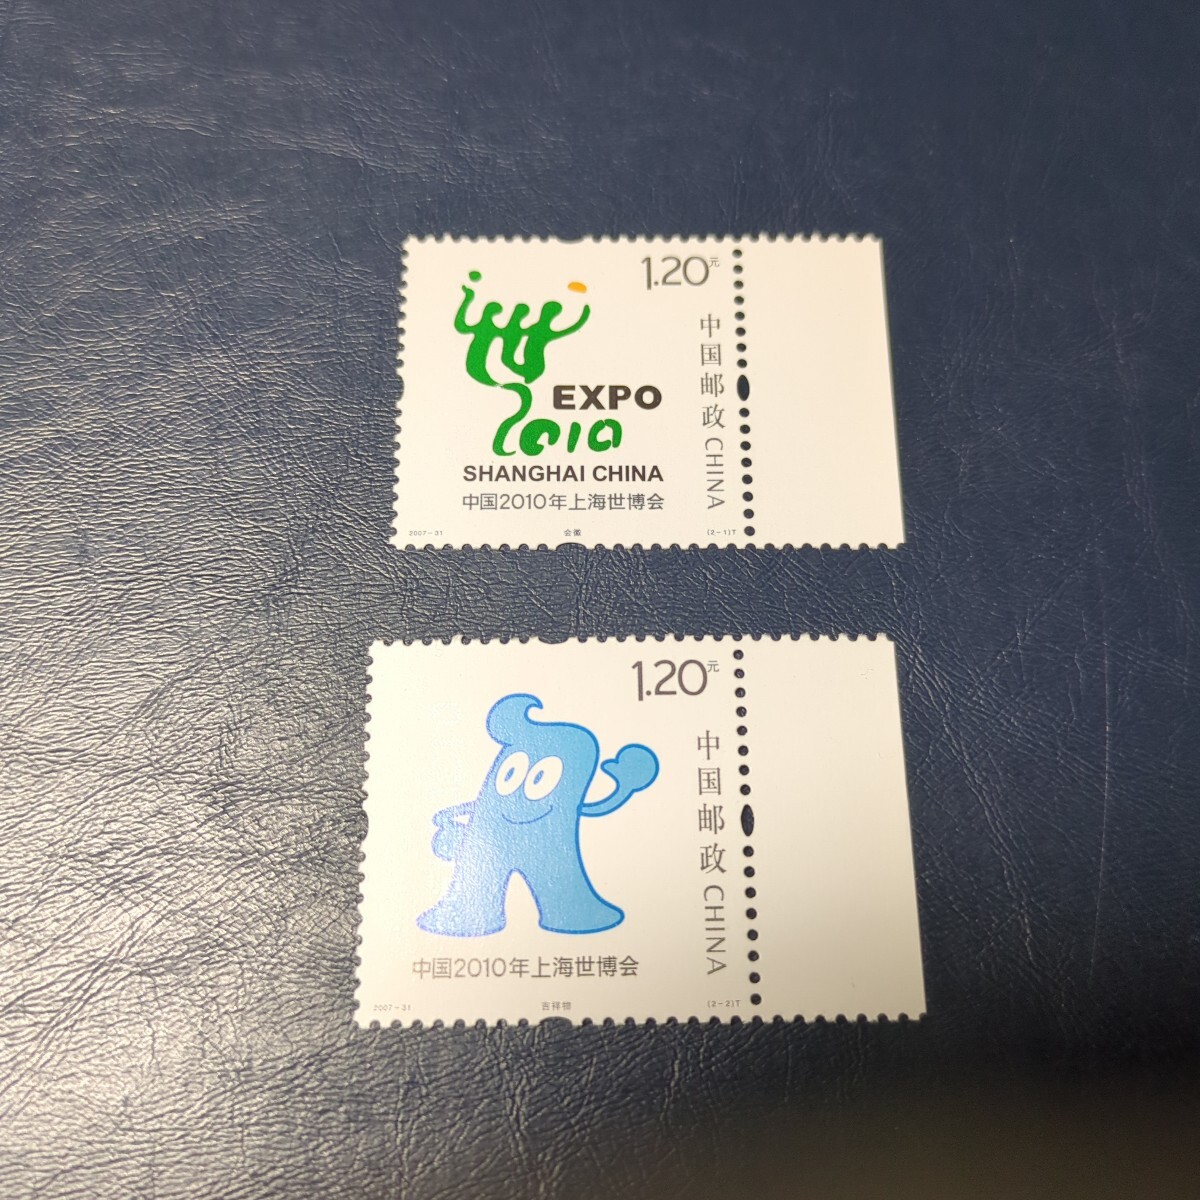 1.20元
中国邮政 CHINA
世
EXPO
2010
SHANGHAI CHINA
中国2010年上海世博会
2007-31 会徽 (2-1)T
1.20元
中国邮政 CHINA
中国2010年上海世博会
2007-31 吉祥物 (2-2)T